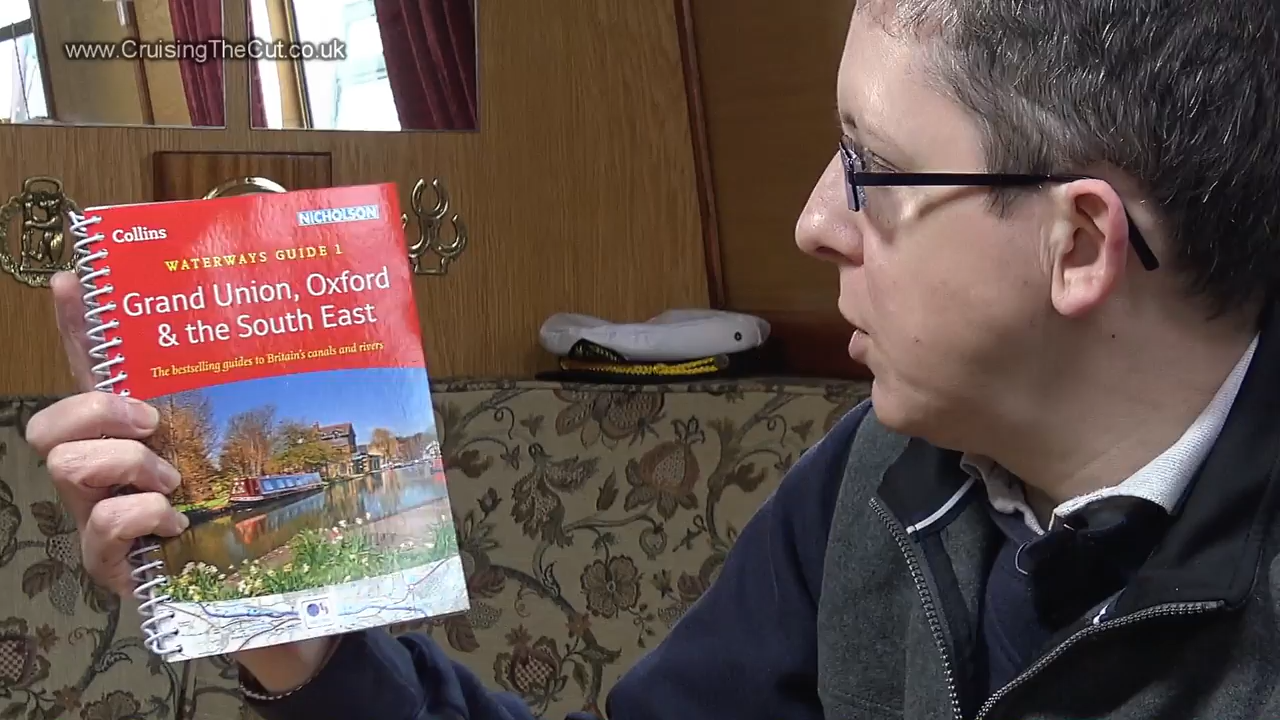 www.CruisingTheCut.co.uk
Collins
NICHOLSON
WATERWAYS GUIDE 1
Grand Union, Oxford
& the South East
The bestselling guides to Britain's canals and rivers